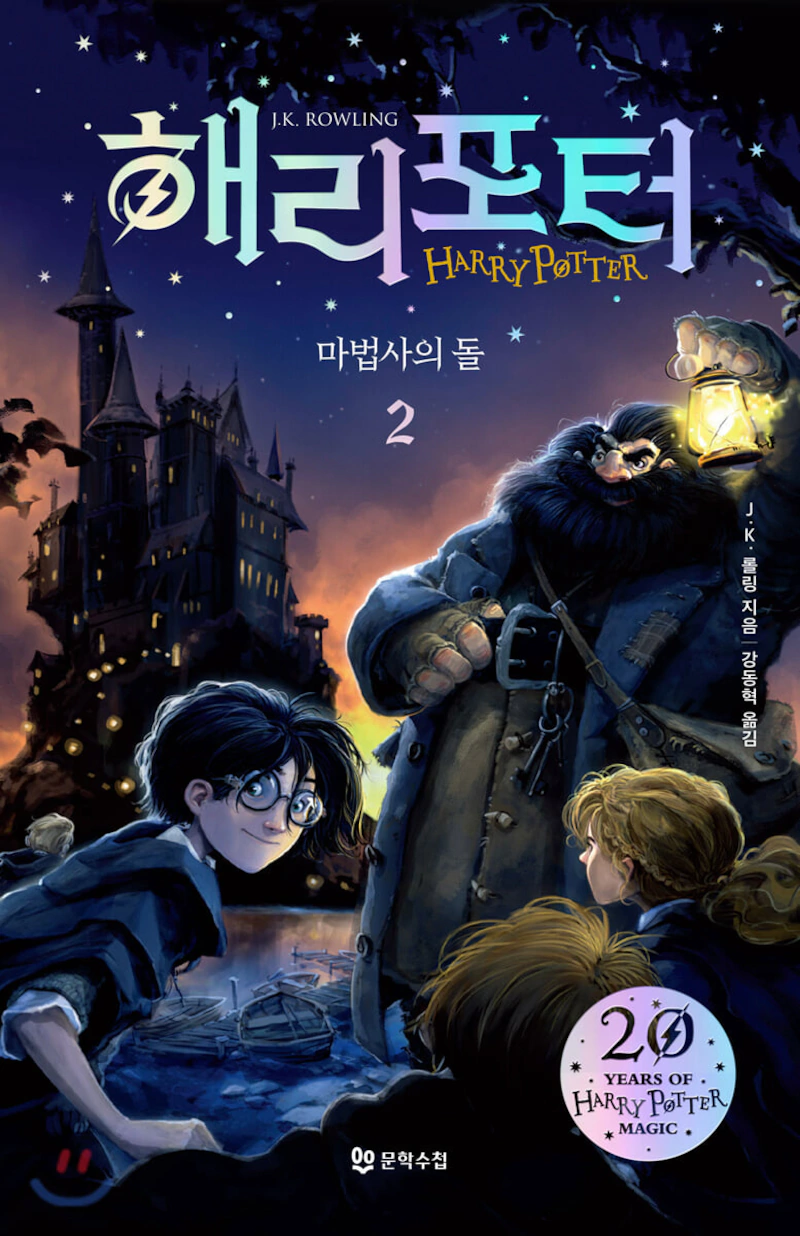 J.K. ROWLING
해리포터
HARRY POTTER
마법사의 돌
2
J.K. 롤링 지음 | 강동혁 옮김
20
YEARS OF
HARRY POTTER
MAGIC
문학수첩